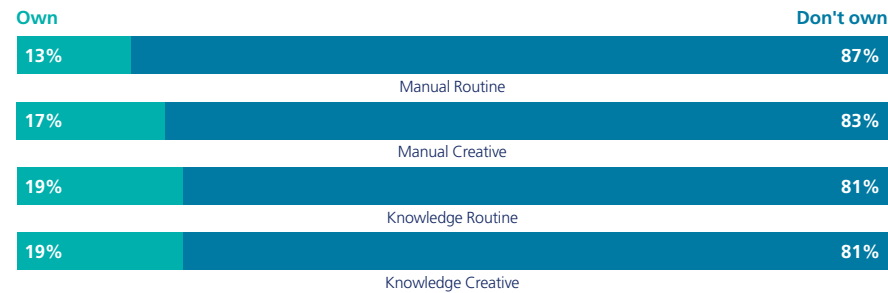 Own Don't own
13% 87%
Manual Routine
17% 83%
Manual Creative
19% 81%
Knowledge Routine
19% 81%
Knowledge Creative